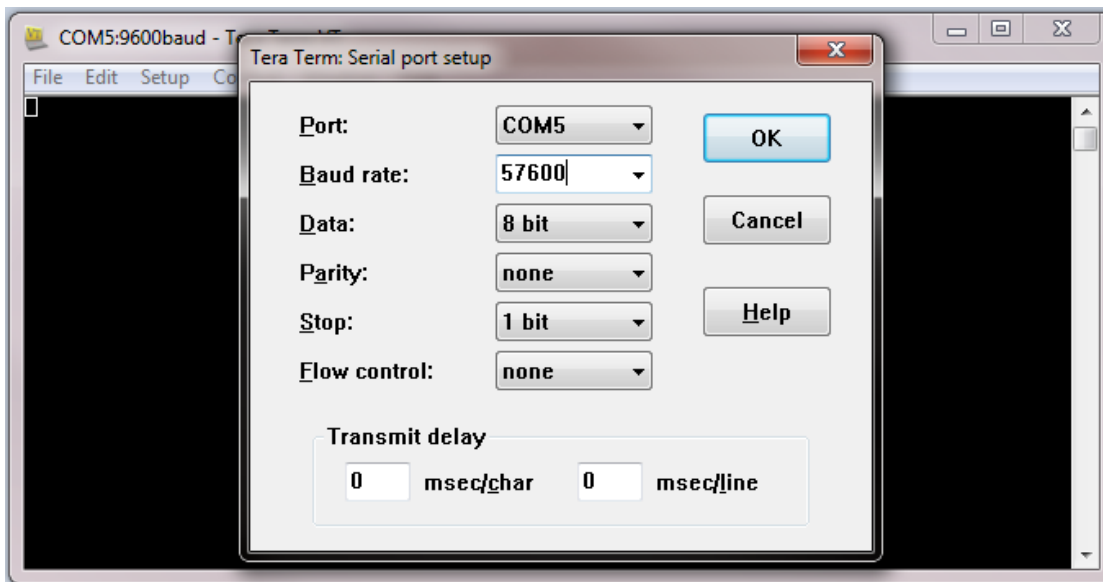 COM5:9600baud - Te
Tera Term: Serial port setup
File Edit Setup Co
Port: COM5
OK
Baud rate: 57600
Data: 8 bit
Cancel
Parity: none
Stop: 1 bit
Help
Flow control: none
Transmit delay
0 msec/char 0 msec/line